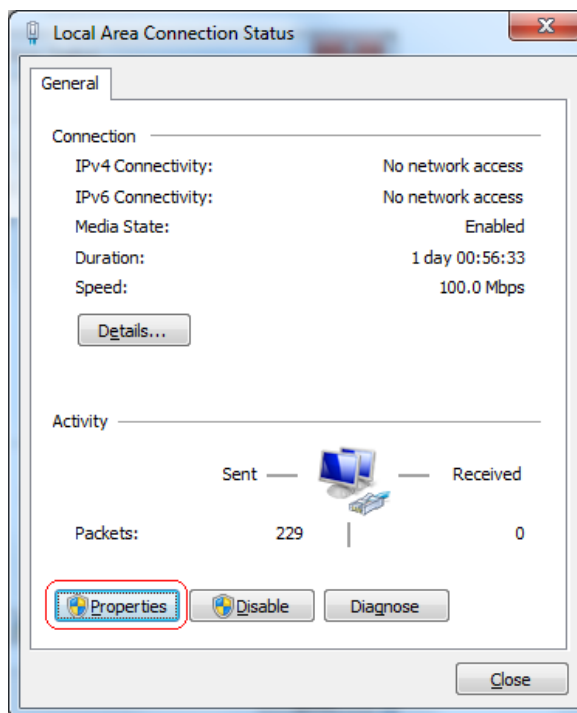 Local Area Connection Status
General
Connection
IPv4 Connectivity: No network access
IPv6 Connectivity: No network access
Media State: Enabled
Duration: 1 day 00:56:33
Speed: 100.0 Mbps
Details...
Activity
Sent Received
Packets: 229 0
Properties Disable Diagnose
Close